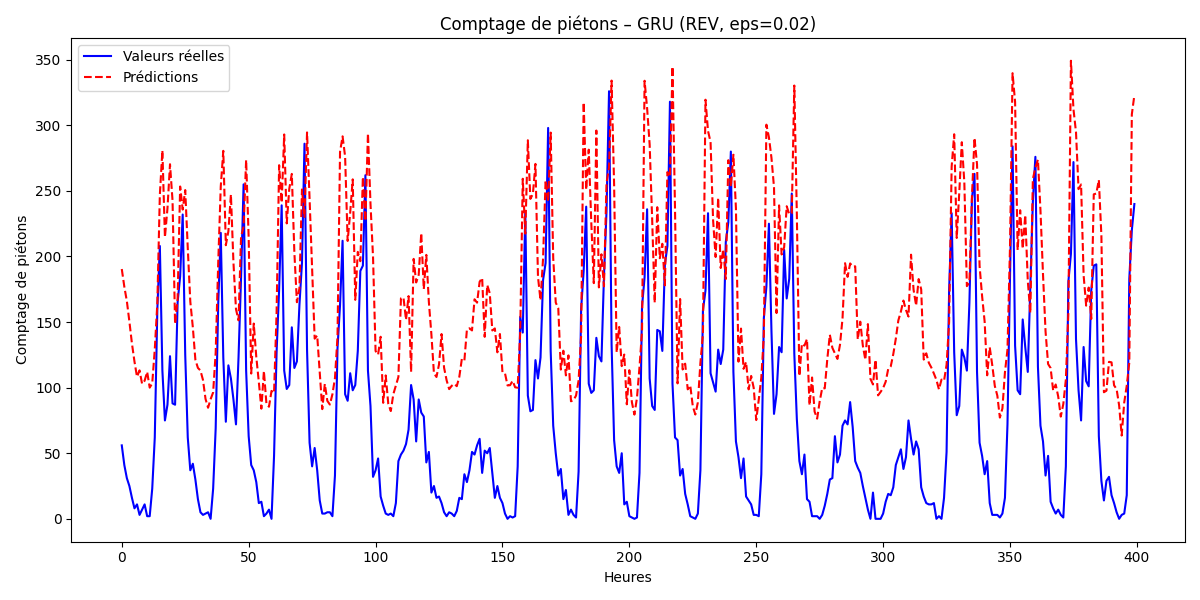 Comptage de piétons – GRU (REV, eps=0.02)
Valeurs réelles
Prédictions
Comptage de piétons
350
300
250
200
150
100
50
0
0 50 100 150 200 250 300 350 400
Heures